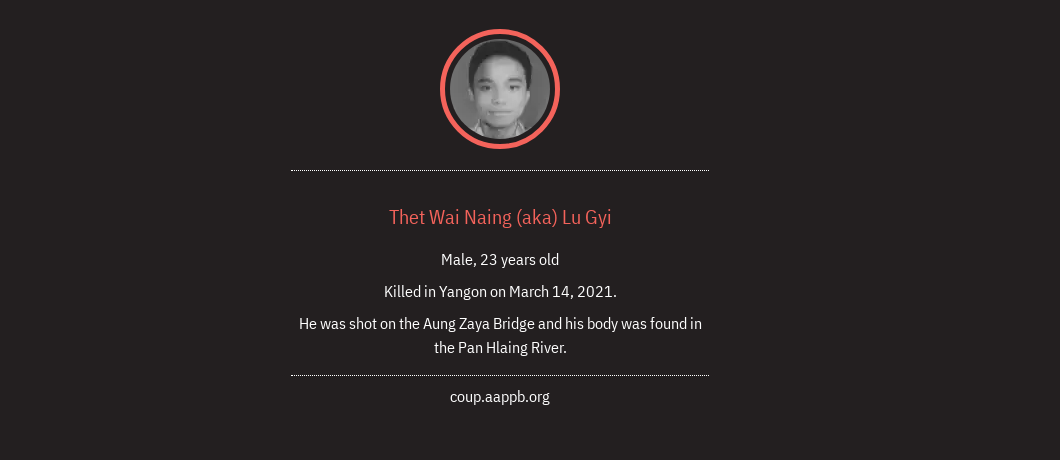 Thet Wai Naing (aka) Lu Gyi
Male, 23 years old
Killed in Yangon on March 14, 2021.
He was shot on the Aung Zaya Bridge and his body was found in
the Pan Hlaing River.
coup.aappb.org